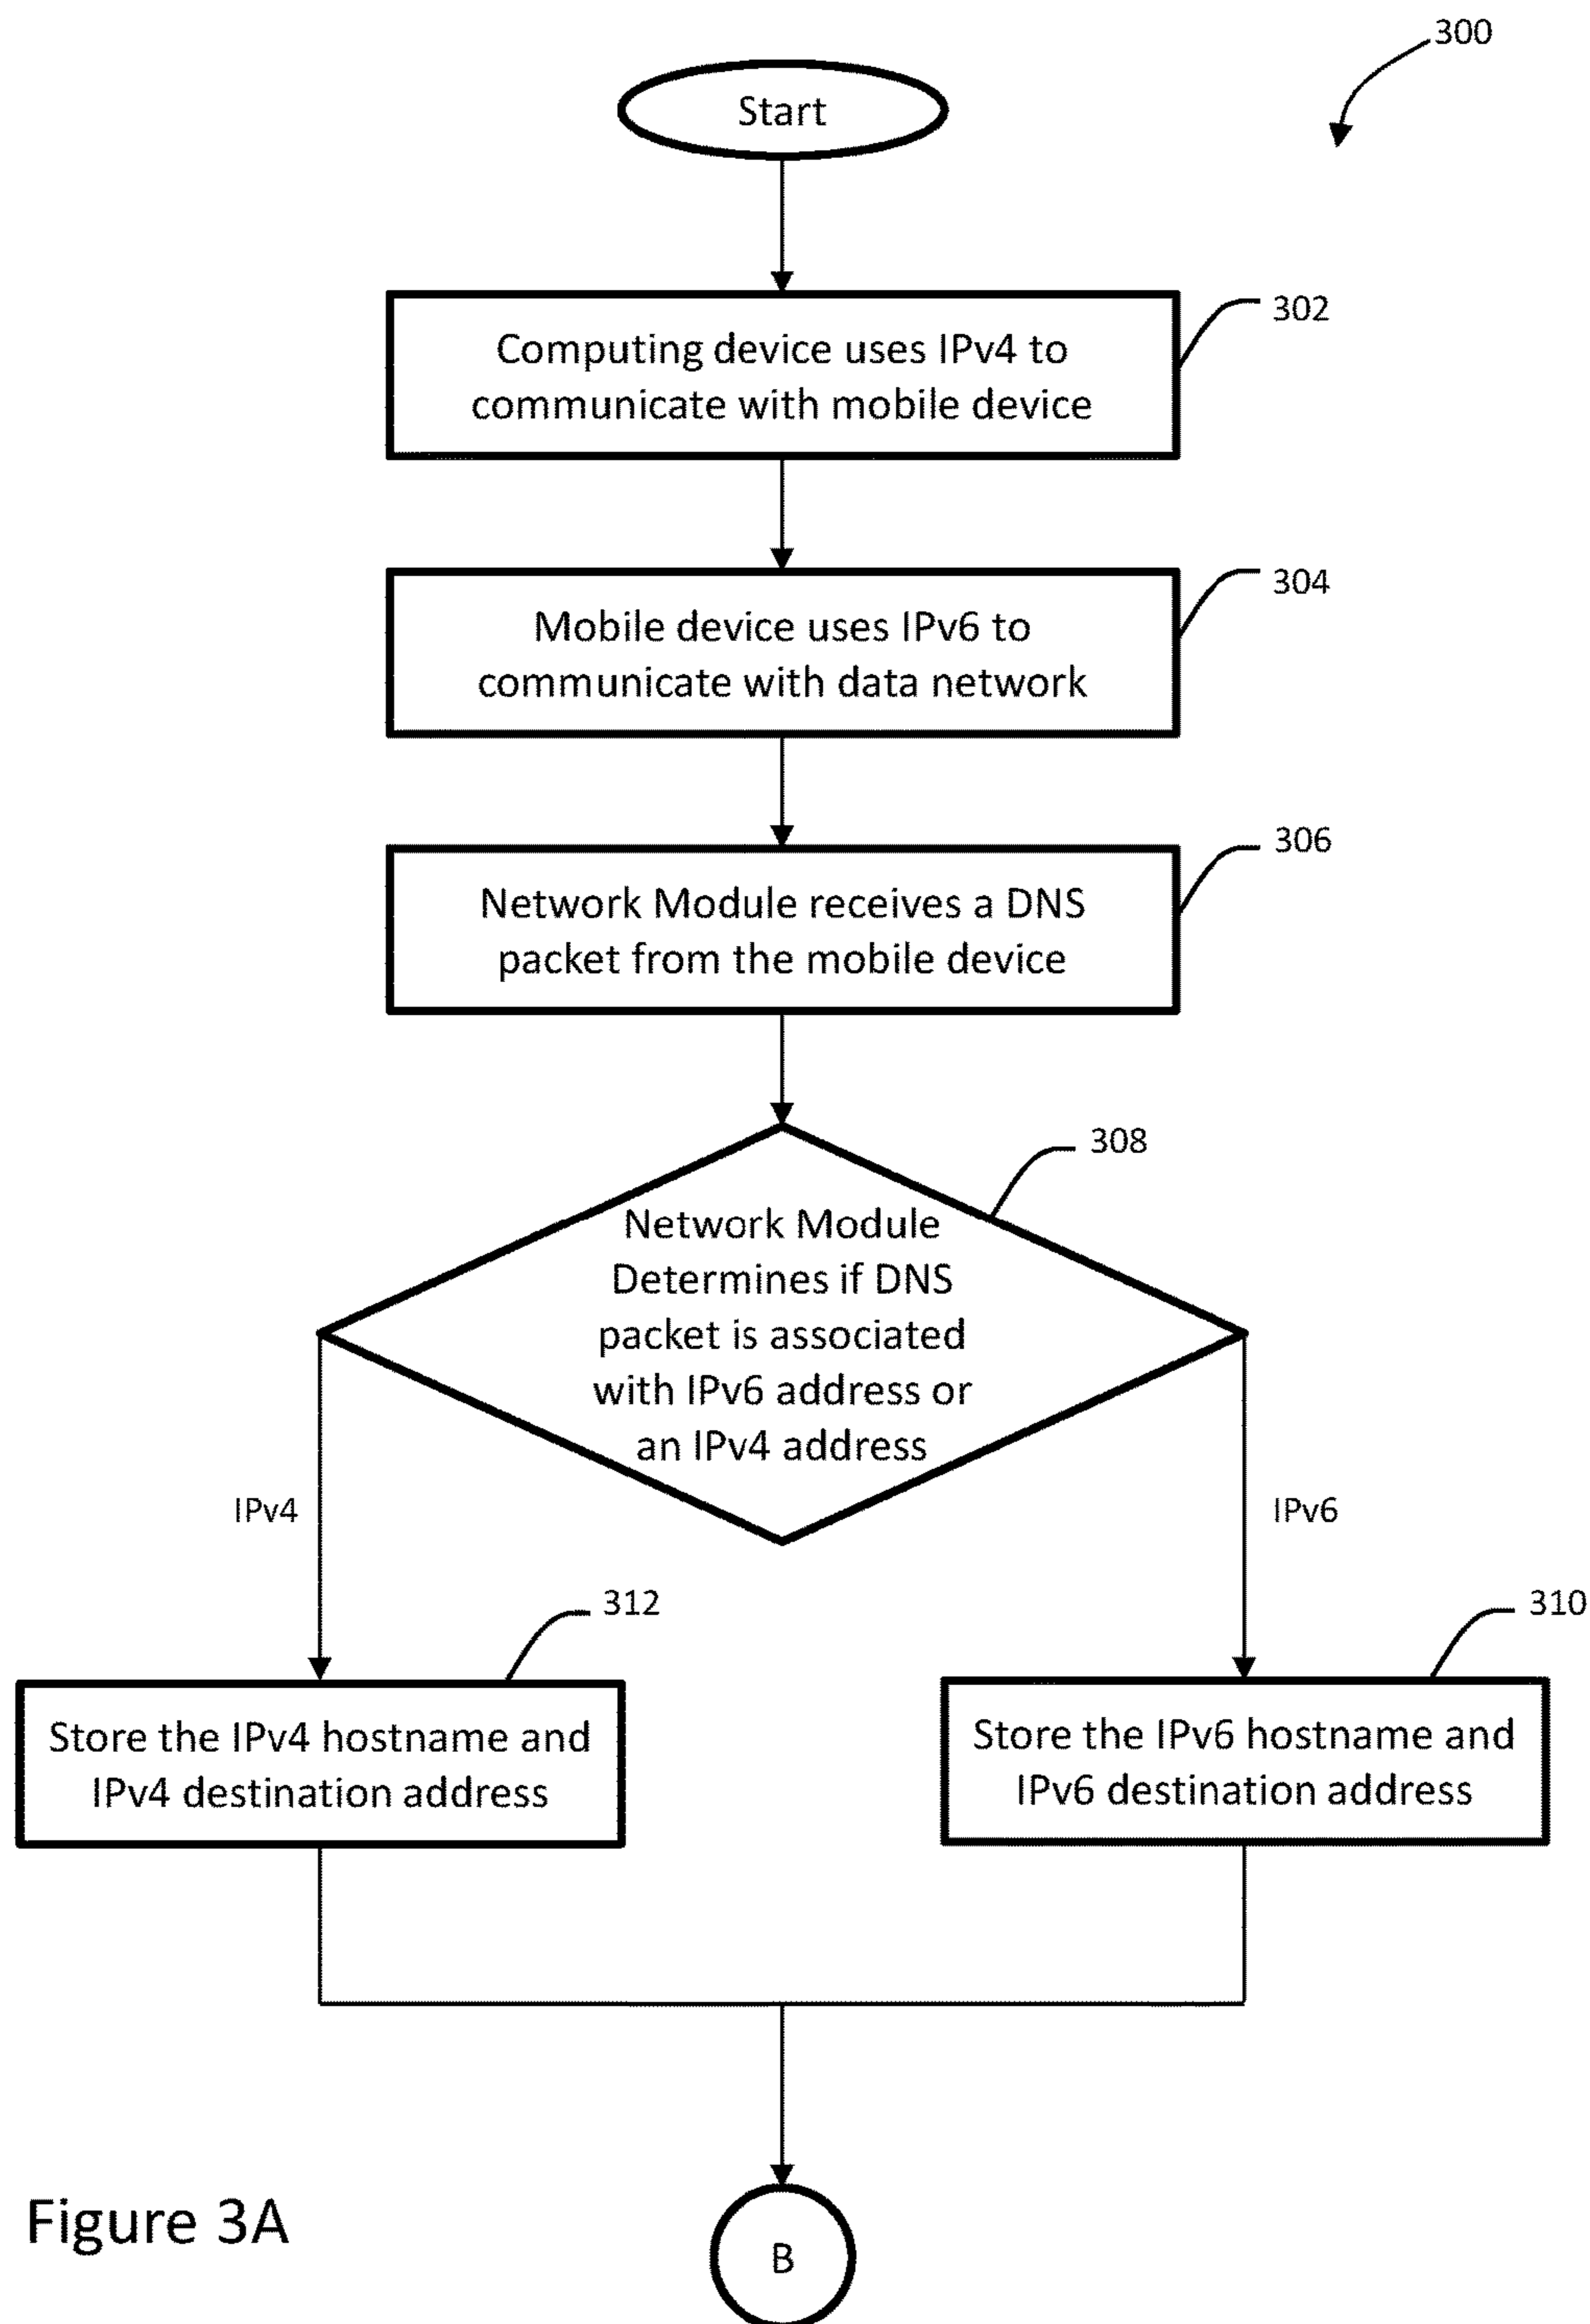 300
Start
302
Computing device uses IPv4 to
communicate with mobile device
304
Mobile device uses IPv6 to
communicate with data network
306
Network Module receives a DNS
packet from the mobile device
308
Network Module
Determines if DNS
packet is associated
with IPv6 address or
an IPv4 address
IPv4
IPv6
312
310
Store the IPv4 hostname and
IPv4 destination address
Store the IPv6 hostname and
IPv6 destination address
Figure 3A
B